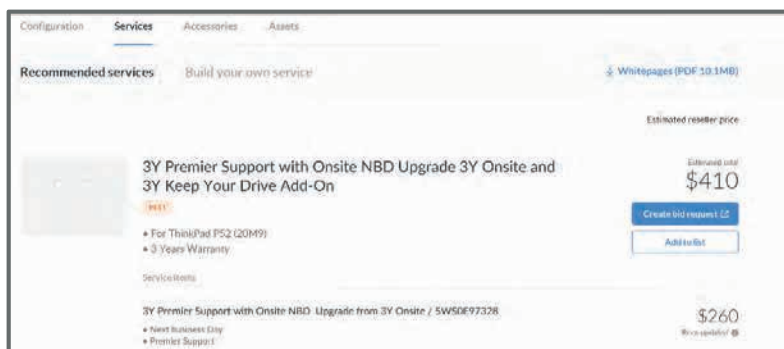 Configuration Services Accessories Assets
Recommended services Build your own service Whitepages (PDF 10.1MB)
Estimated reseller price
3Y Premier Support with Onsite NBD Upgrade 3Y Onsite and
3Y Keep Your Drive Add-On
Estimated total
$410
BEST
Create bid request
• For ThinkPad P52 (20M9)
• 3 Years Warranty
Add to list
Service items
3Y Premier Support with Onsite NBD Upgrade from 3Y Onsite / 5WS0E97328
$260
• Next Business Day
• Premier Support
Price updated